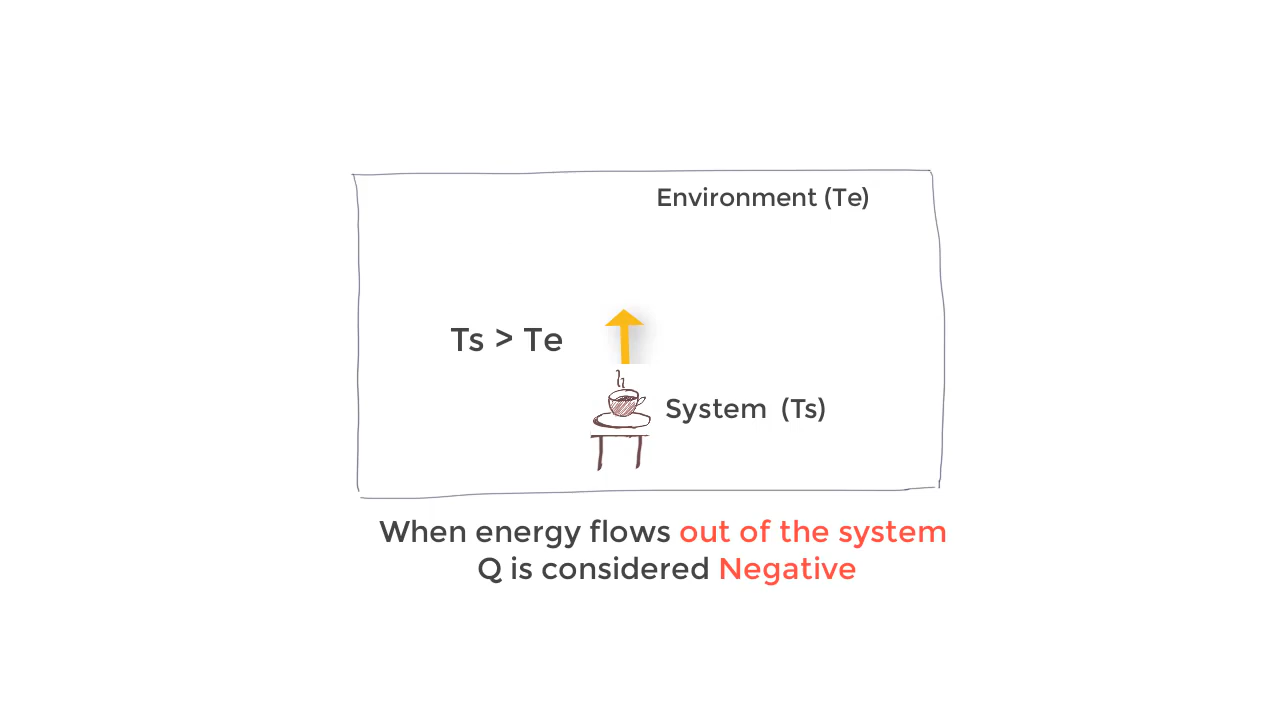 Environment (Te)
Ts > Te
System (Ts)
When energy flows out of the system
Q is considered Negative